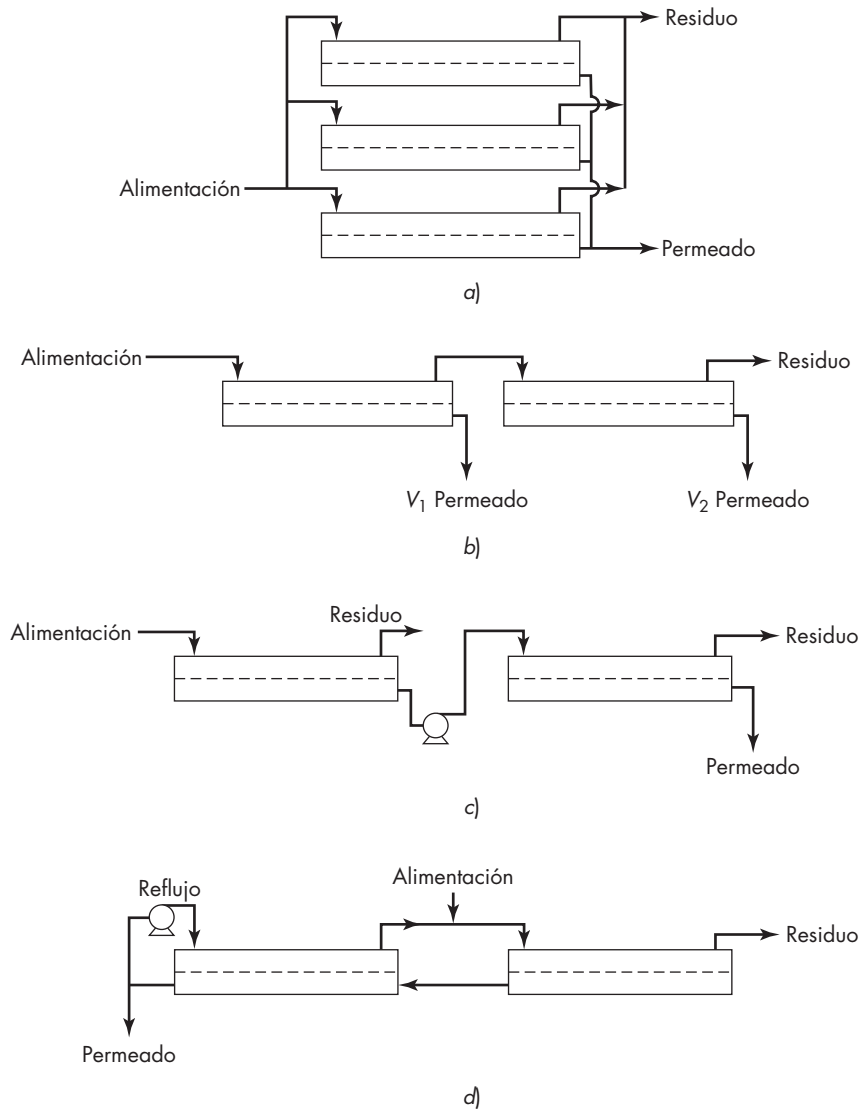 Residuo
Alimentación
Permeado
a)
Alimentación
Residuo
V1 Permeado
V2 Permeado
b)
Residuo
Alimentación
Residuo
Permeado
c)
Alimentación
Reflujo
Residuo
Permeado
d)